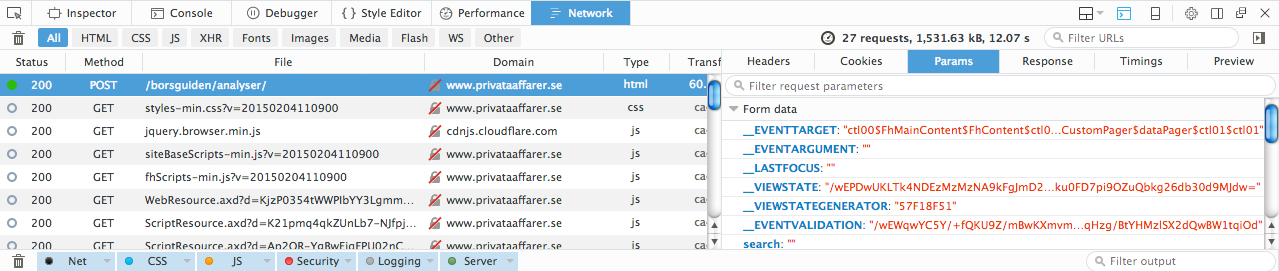 Inspector Console Debugger Style Editor Performance Network
All HTML CSS JS XHR Fonts Images Media Flash WS Other 27 requests, 1,531.63 kB, 12.07 s Filter URLs
Status Method File Domain Type Transf Headers Cookies Params Response Timings Preview
200 POST /borsguiden/analyser/ www.privataaffarer.se html 60.
200 GET styles-min.css?v=20150204110900 www.privataaffarer.se css ca
200 GET jquery.browser.min.js cdnjs.cloudflare.com js ca
200 GET siteBaseScripts-min.js?v=20150204110900 www.privataaffarer.se js ca
200 GET fhScripts-min.js?v=20150204110900 www.privataaffarer.se js ca
200 GET WebResource.axd?d=KjzP0354tWWPIbYY3Lgmm... www.privataaffarer.se js ca
200 GET ScriptResource.axd?d=K21pmq4qkZUnLb7-NJfpj... www.privataaffarer.se js ca
200 GET www.privataaffarer.se js ca
Filter request parameters
Form data
__EVENTTARGET: "ctl00$FhMainContent$FhContent$ctl0...CustomPager$dataPager$ctl01$ctl01"
__EVENTARGUMENT: ""
__LASTFOCUS: ""
__VIEWSTATE: "/wEPDwUKLTk4NDEzMzMzNA9kFgJmD2...ku0FD7pi9OZuQbkg26db30d9MJdw="
__VIEWSTATEGENERATOR: "57F18F51"
__EVENTVALIDATION: "/wEWqwYC5Y/+fQKU9Z/mBwKXmvm...qHzg/BtYHMzlSX2dQwBW1tqiOd"
search: ""
Net CSS JS Security Logging Server Filter output